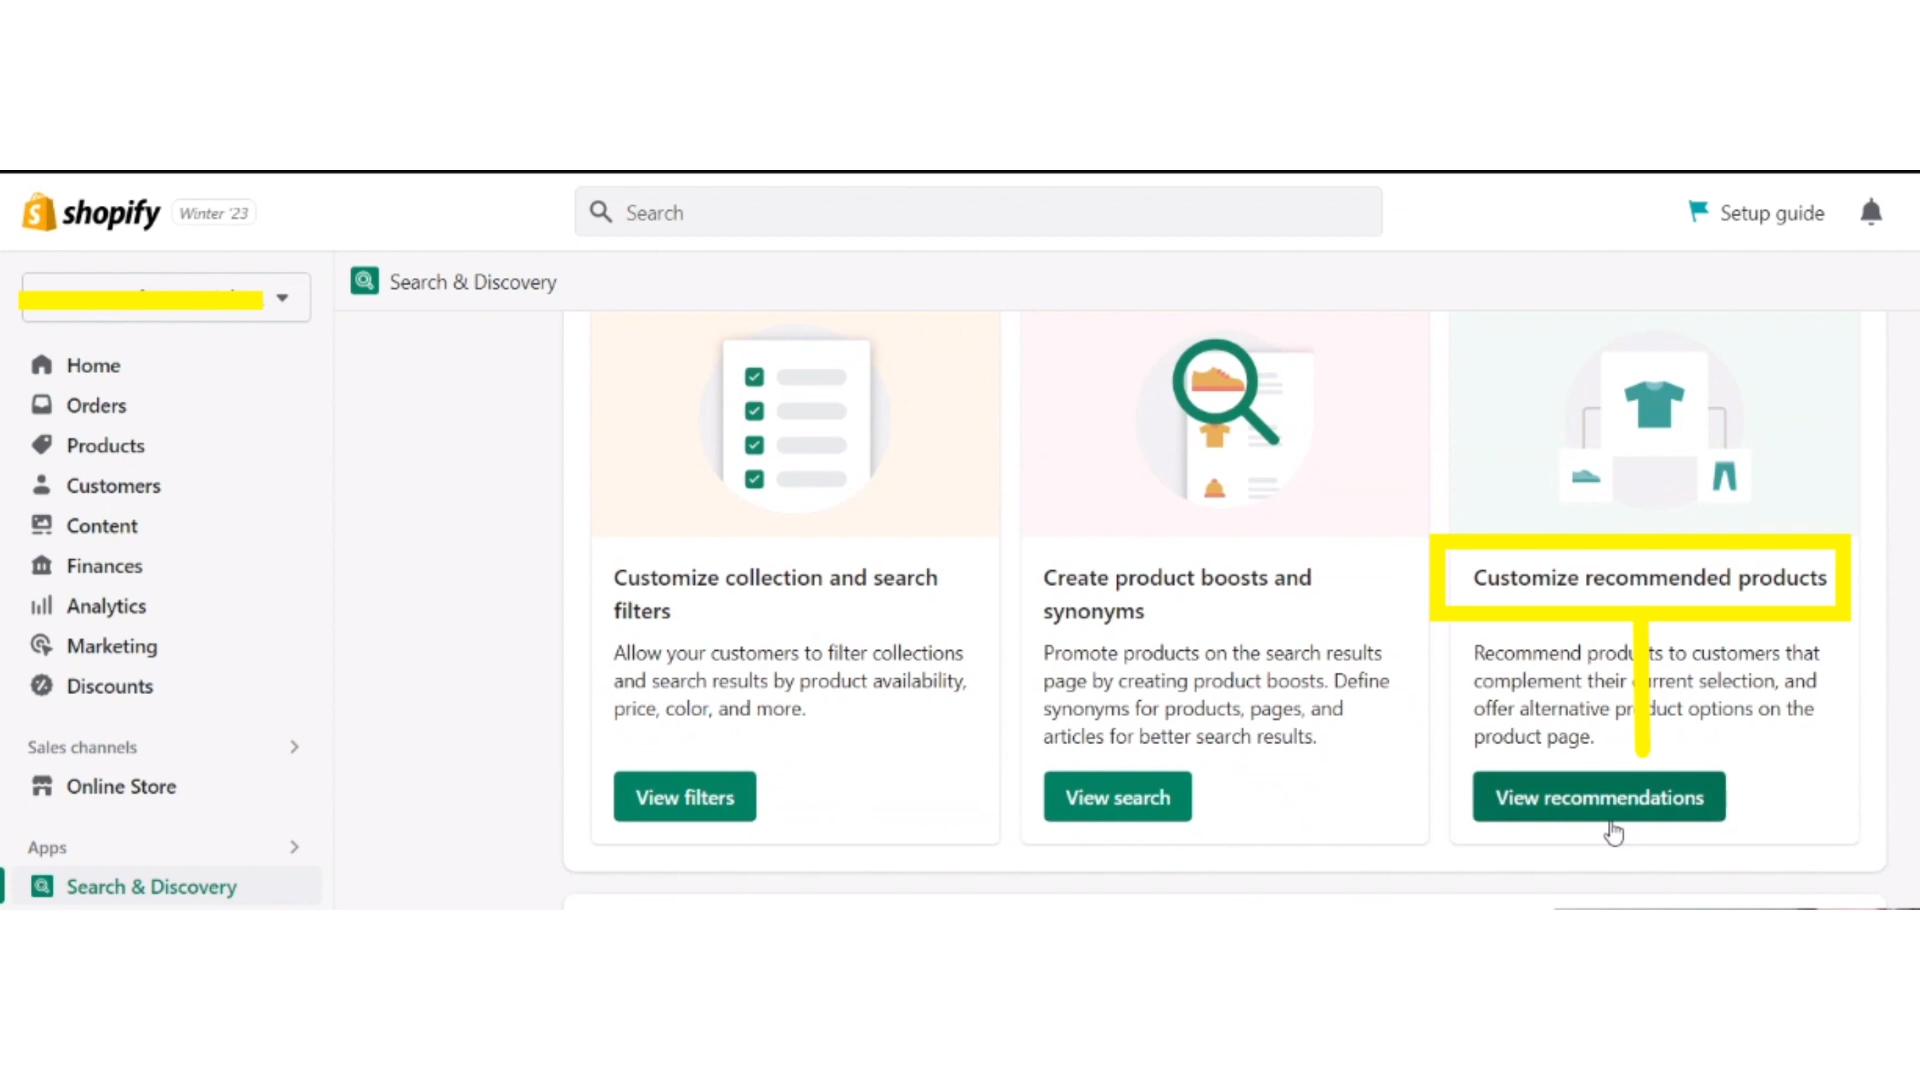 shopify Winter '23
Search
Setup guide
Search & Discovery
Home
Orders
Products
Customers
Content
Finances
Analytics
Marketing
Discounts
Sales channels
Online Store
Apps
Search & Discovery
Customize collection and search
filters
Allow your customers to filter collections
and search results by product availability,
price, color, and more.
View filters
Create product boosts and
synonyms
Promote products on the search results
page by creating product boosts. Define
synonyms for products, pages, and
articles for better search results.
View search
Customize recommended products
Recommend products to customers that
complement their current selection, and
offer alternative product options on the
product page.
View recommendations